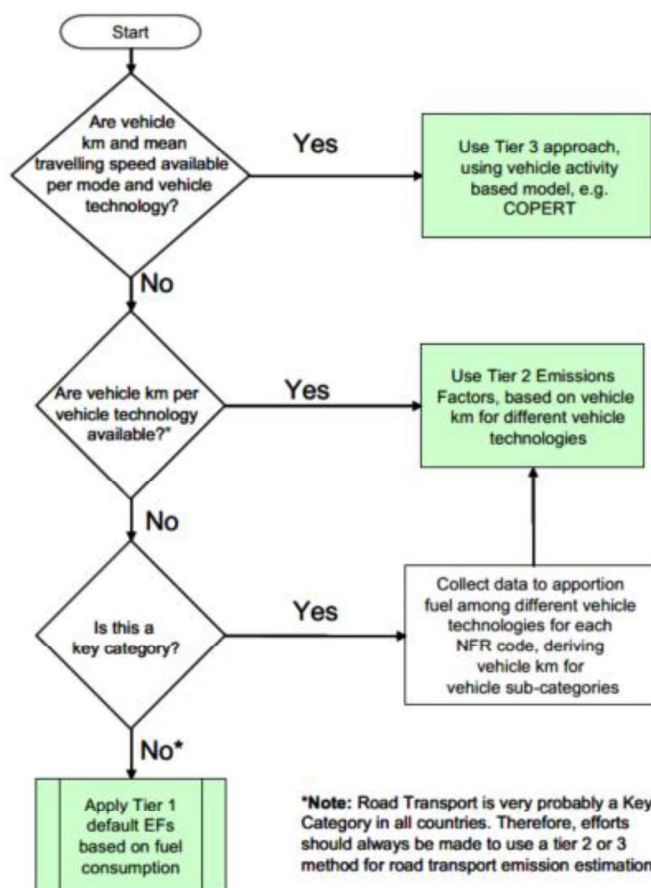 Start
Are vehicle
km and mean
travelling speed available
per mode and vehicle
technology?
Yes
Use Tier 3 approach,
using vehicle activity
based model, e.g.
COPERT
No
Are vehicle km per
vehicle technology
available?*
Yes
Use Tier 2 Emissions
Factors, based on vehicle
km for different vehicle
technologies
No
Is this a
key category?
Yes
Collect data to apportion
fuel among different vehicle
technologies for each
NFR code, deriving
vehicle km for
vehicle sub-categories
No*
Apply Tier 1
default EFs
based on fuel
consumption
*Note: Road Transport is very probably a Key
Category in all countries. Therefore, efforts
should always be made to use a tier 2 or 3
method for road transport emission estimation